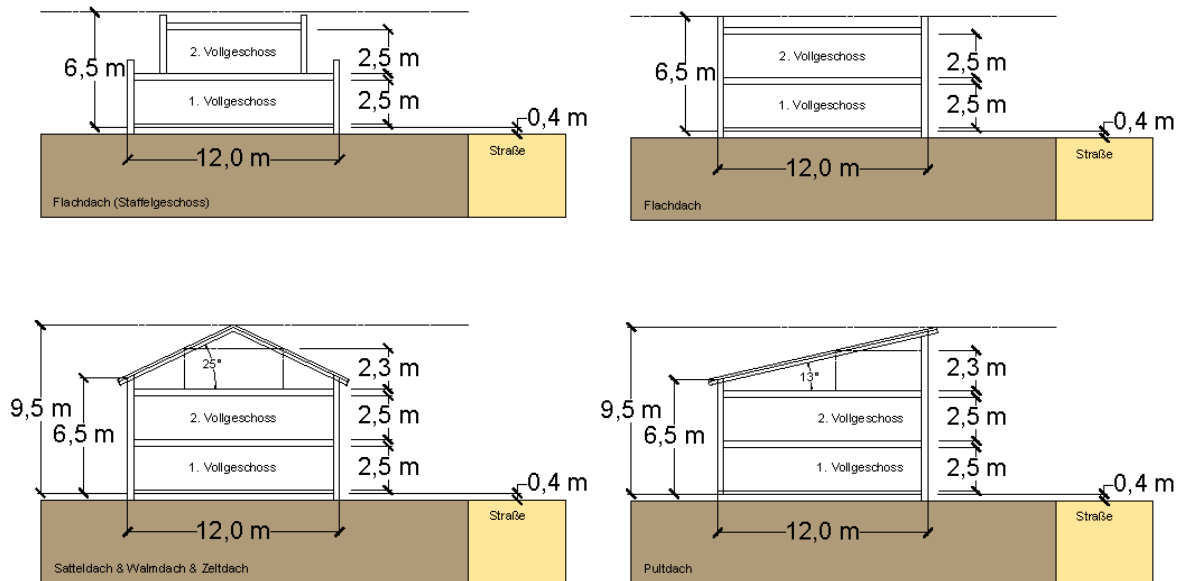 2. Vollgeschoss
2,5 m
6,5 m
1. Vollgeschoss
2,5 m
0,4 m
12,0 m
Straße
Flachdach (Staffelgeschoss)
2. Vollgeschoss
2,5 m
6,5 m
1. Vollgeschoss
2,5 m
0,4 m
12,0 m
Straße
Flachdach
25°
2,3 m
9,5 m
6,5 m
2. Vollgeschoss
2,5 m
1. Vollgeschoss
2,5 m
0,4 m
12,0 m
Straße
Satteldach & Walmdach & Zeltdach
13°
2,3 m
9,5 m
6,5 m
2. Vollgeschoss
2,5 m
1. Vollgeschoss
2,5 m
0,4 m
12,0 m
Straße
Pultdach